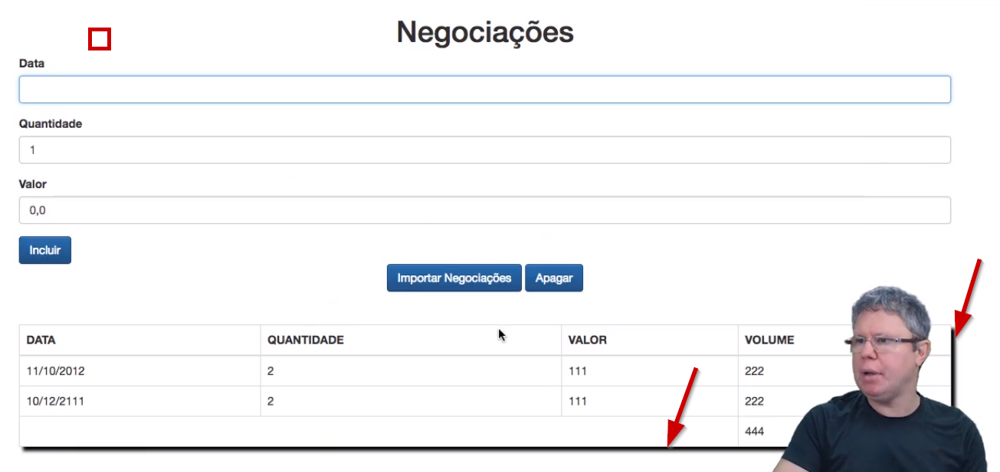 Negociações
Data
Quantidade
1
Valor
0,0
Incluir
Importar Negociações Apagar
DATA QUANTIDADE VALOR VOLUME
11/10/2012 2 111 222
10/12/2111 2 111 222
444